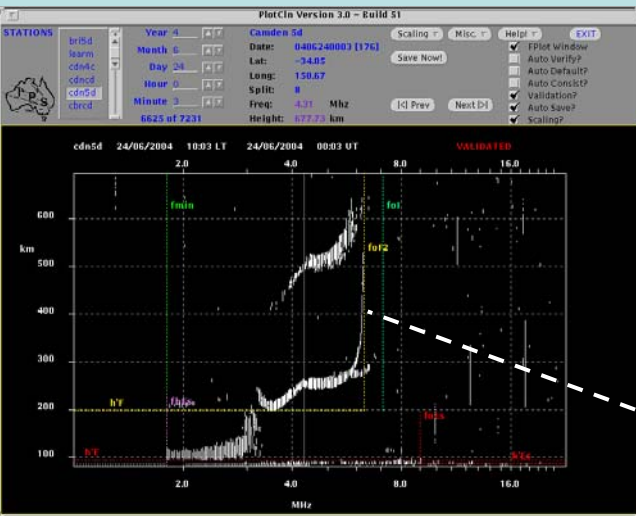 PlotCln Version 3.0 – Build 51
STATIONS
bri5d
learm
cdn4c
cdncd
cdn5d
cbrcd
IPS
Year 4
Month 6
Day 24
Hour 0
Minute 3
6625 of 7231
Camden 5d
Date: 0406240003 [176]
Lat: -34.05
Long: 150.67
Split: 8
Freq: 4.31 Mhz
Height: 677.73 km
Scaling
Misc.
Help!
EXIT
Save Now!
Prev
Next
FPlot Window
Auto Verify?
Auto Default?
Auto Consist?
Validation?
Auto Save?
Scaling?
cdn5d 24/06/2004 10:03 LT 24/06/2004 00:03 UT VALIDATED
2.0 4.0 8.0 16.0
fmin
foI
foF2
600
km
500
400
300
200
100
h'F
foEs
h'E
h'Es
2.0 4.0 8.0 16.0
MHz